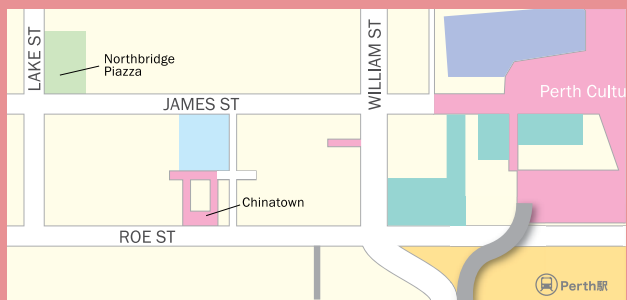 LAKE ST
Northbridge
Piazza
WILLIAM ST
JAMES ST
Perth Cultu
Chinatown
ROE ST
Perth駅